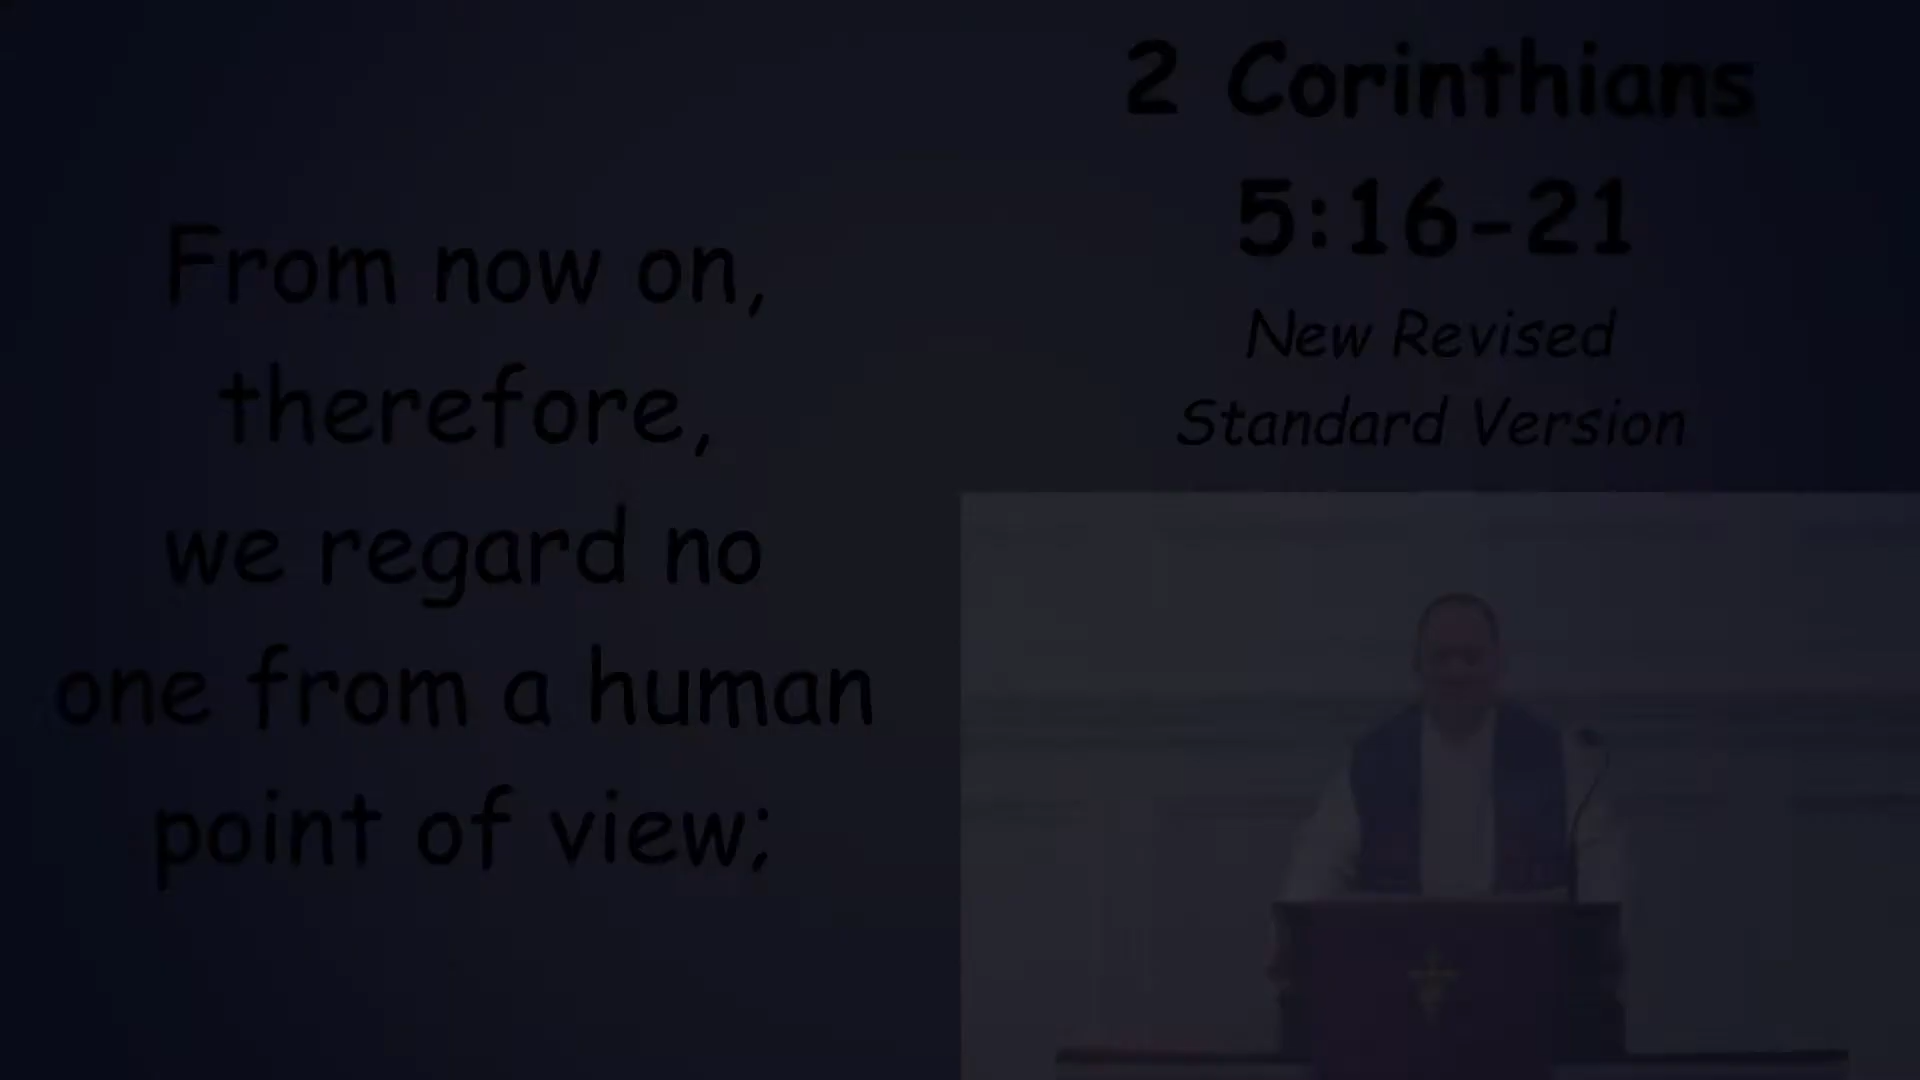 From now on,
therefore,
we regard no
one from a human
point of view;
2 Corinthians
5:16-21
New Revised
Standard Version